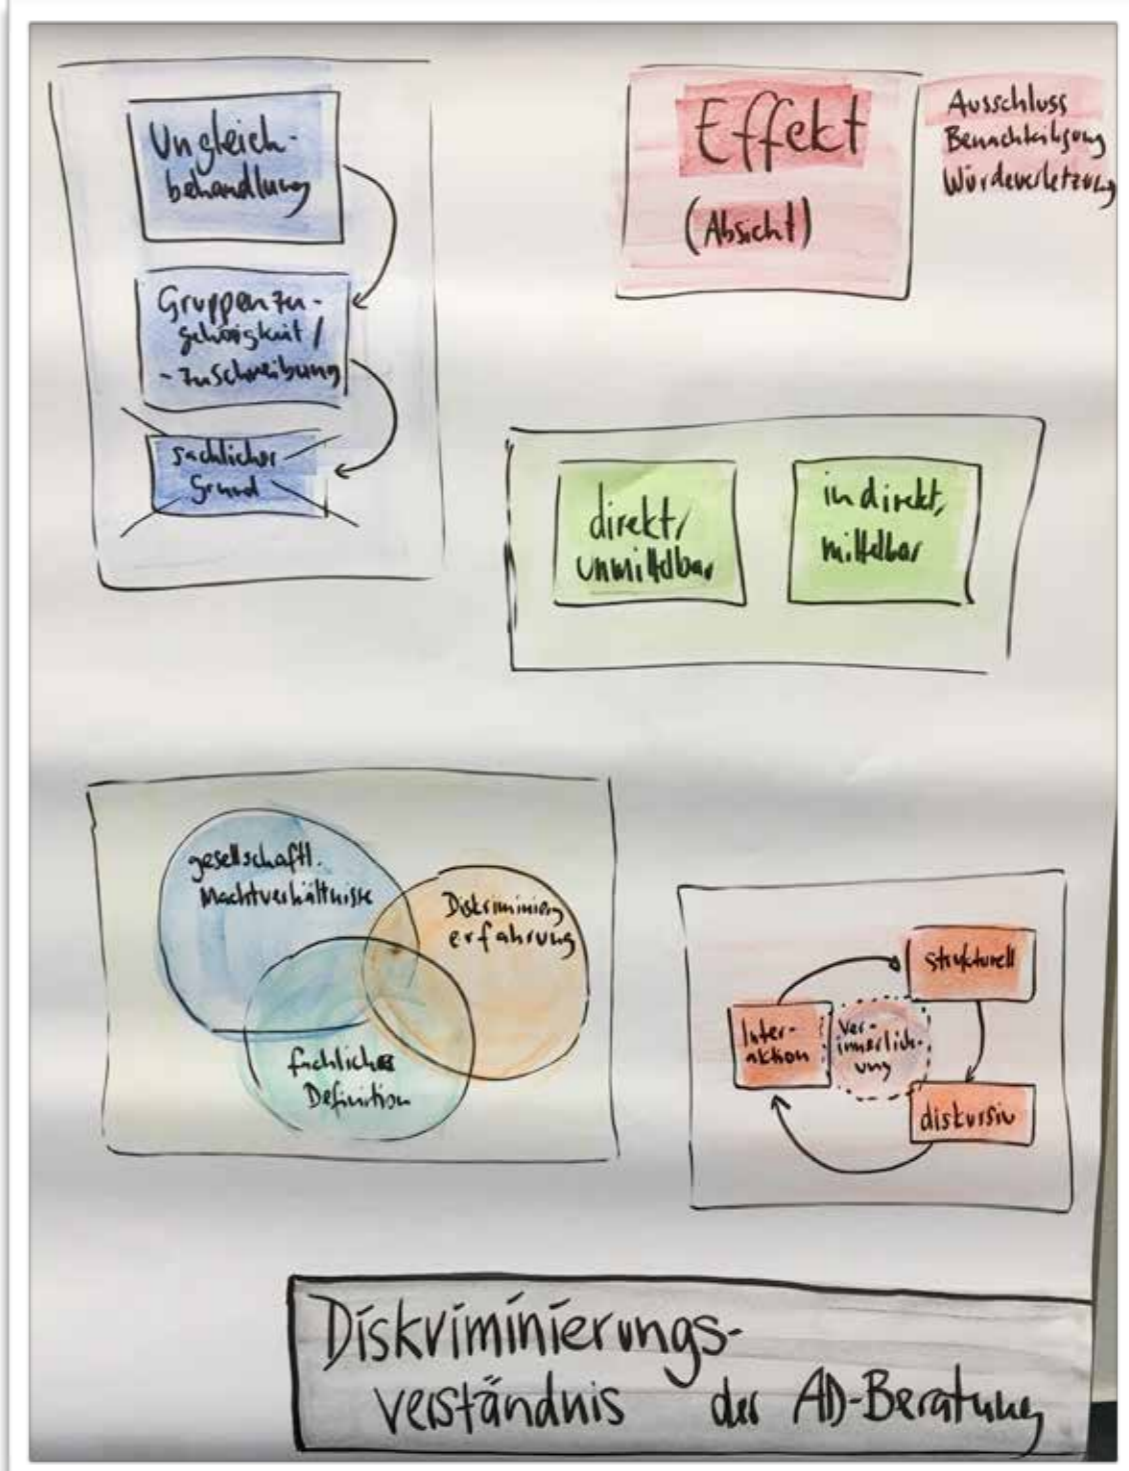 Ungleich-
behandlung
Gruppenzu-
gehörigkeit/
-zuschreibung
sachlicher
Grund
Effekt
(Absicht)
Ausschluss
Benachteiligung
Würdeverletzung
direkt,
unmittelbar
indirekt,
mittelbar
gesellschaftl.
Machtverhältnisse
Diskriminierg
erfahrung
fachliche
Definition
strukturell
Inter-
aktion
Ver-
innerlich-
ung
diskursiv
Diskriminierungs-
verständnis der AD-Beratung